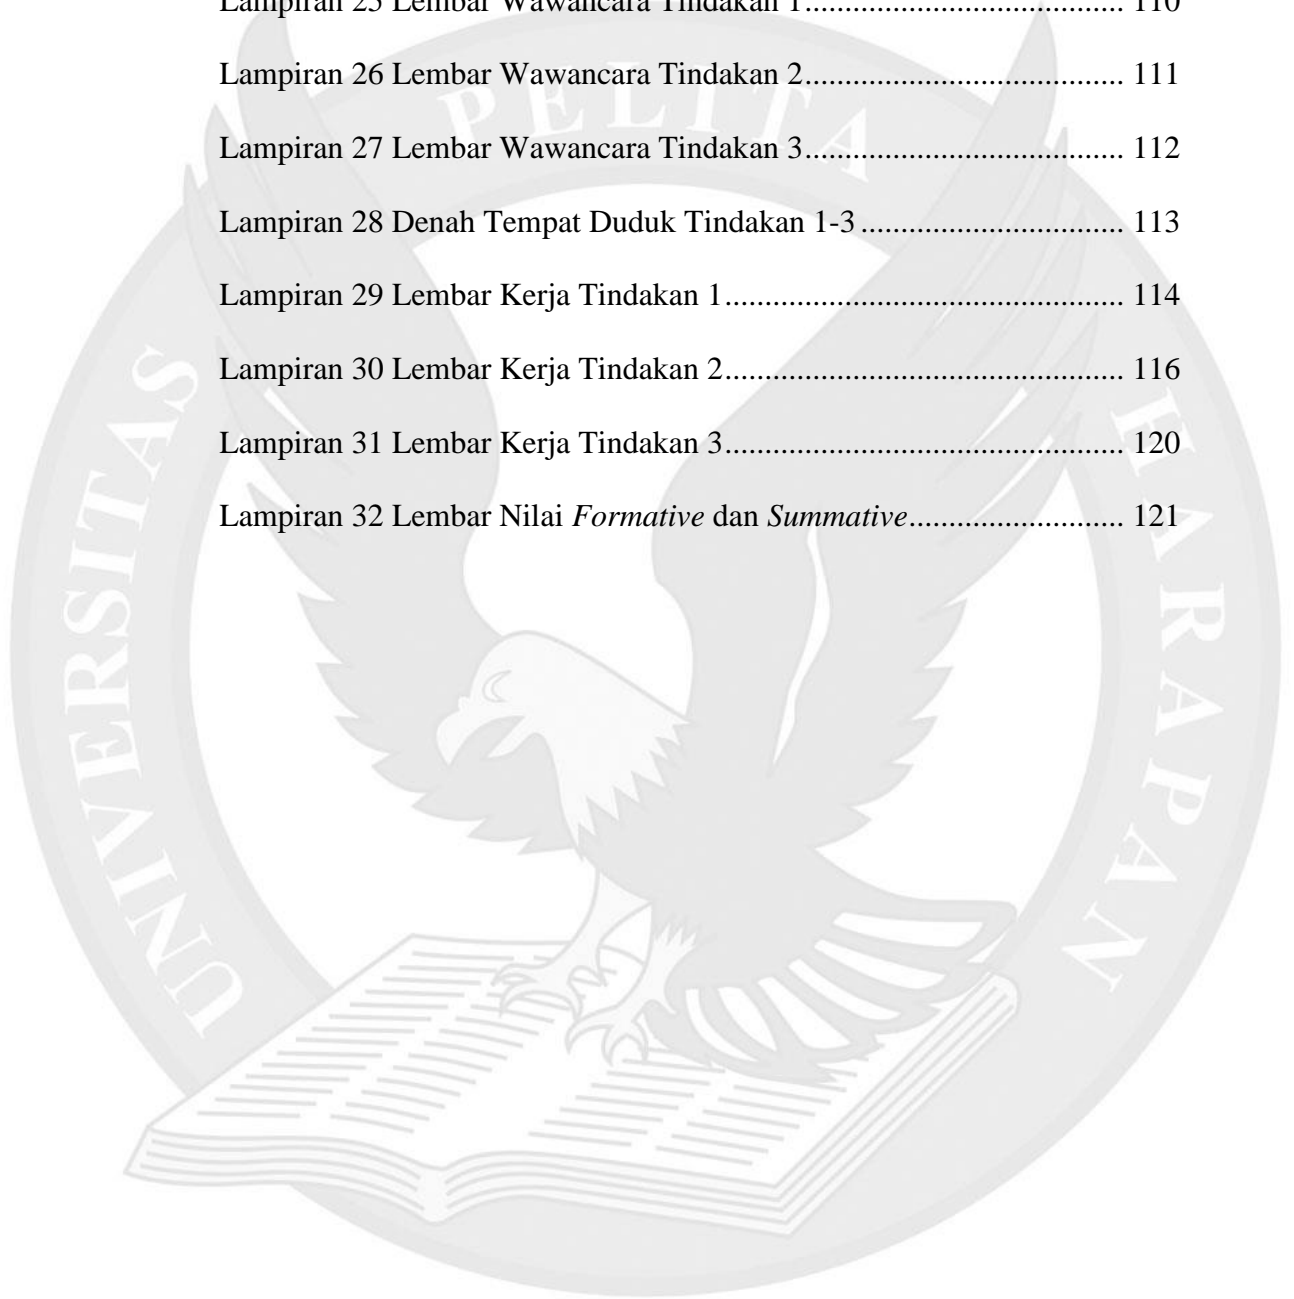 Lampiran 25 Lembar Wawancara Tindakan 1........................................ 110
Lampiran 26 Lembar Wawancara Tindakan 2........................................ 111
Lampiran 27 Lembar Wawancara Tindakan 3........................................ 112
Lampiran 28 Denah Tempat Duduk Tindakan 1-3................................. 113
Lampiran 29 Lembar Kerja Tindakan 1.................................................. 114
Lampiran 30 Lembar Kerja Tindakan 2.................................................. 116
Lampiran 31 Lembar Kerja Tindakan 3.................................................. 120
Lampiran 32 Lembar Nilai Formative dan Summative........................... 121
UNIVERSITAS PELITA HARAPAN